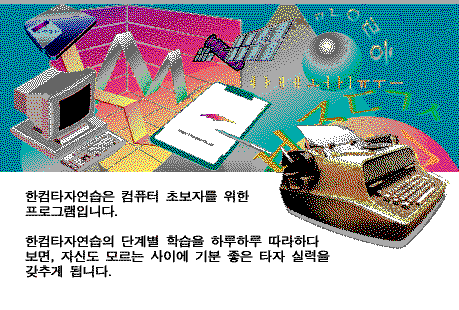 한컴타자연습은 컴퓨터 초보자를 위한
프로그램입니다.
한컴타자연습의 단계별 학습을 하루하루 따라하다
보면, 자신도 모르는 사이에 기분 좋은 타자 실력을
갖추게 됩니다.